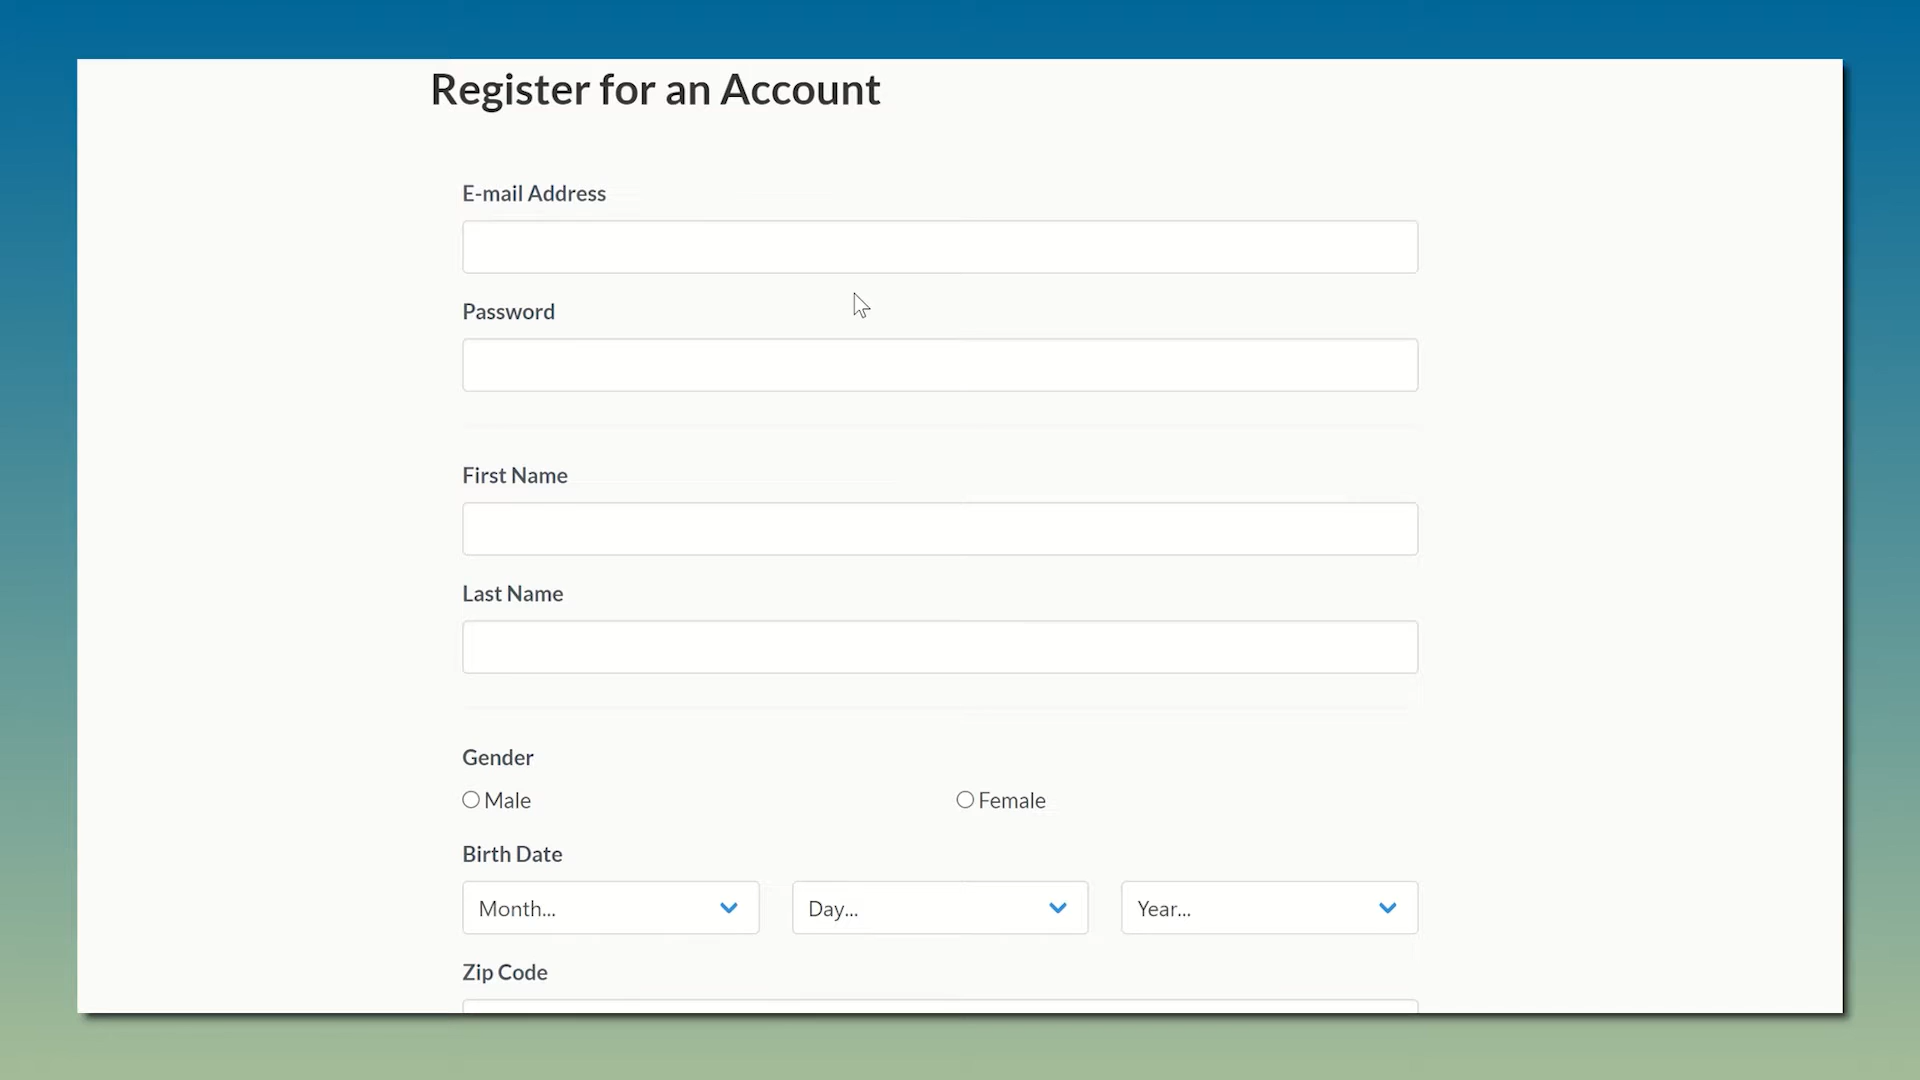 Register for an Account
E-mail Address
Password
First Name
Last Name
Gender
Male Female
Birth Date
Month... Day... Year...
Zip Code